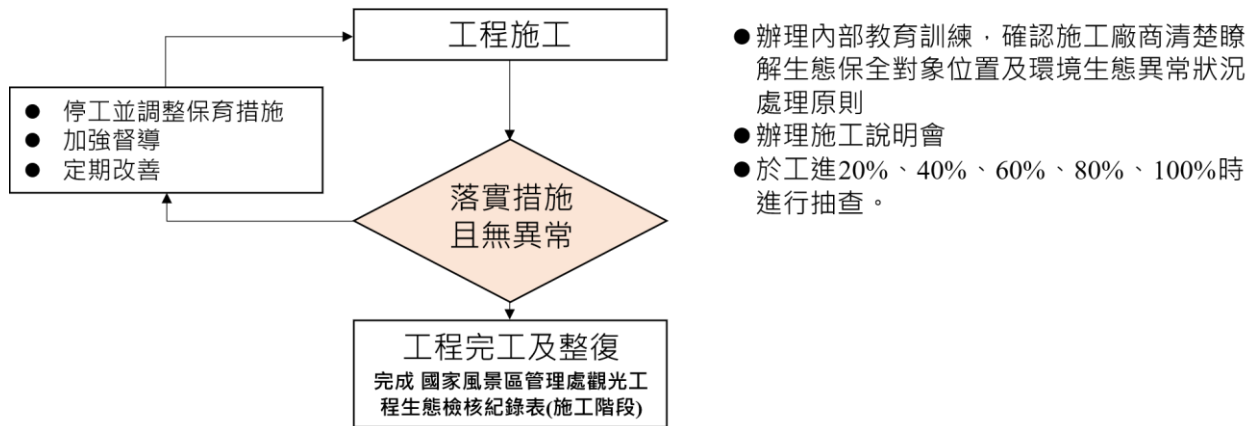 工程施工
● 停工並調整保育措施
● 加強督導
● 定期改善
落實措施
且無異常
工程完工及整復
完成 國家風景區管理處觀光工
程生態檢核紀錄表(施工階段)
●辦理內部教育訓練，確認施工廠商清楚瞭
解生態保全對象位置及環境生態異常狀況
處理原則
●辦理施工說明會
●於工進20%、40%、60%、80%、100%時
進行抽查。